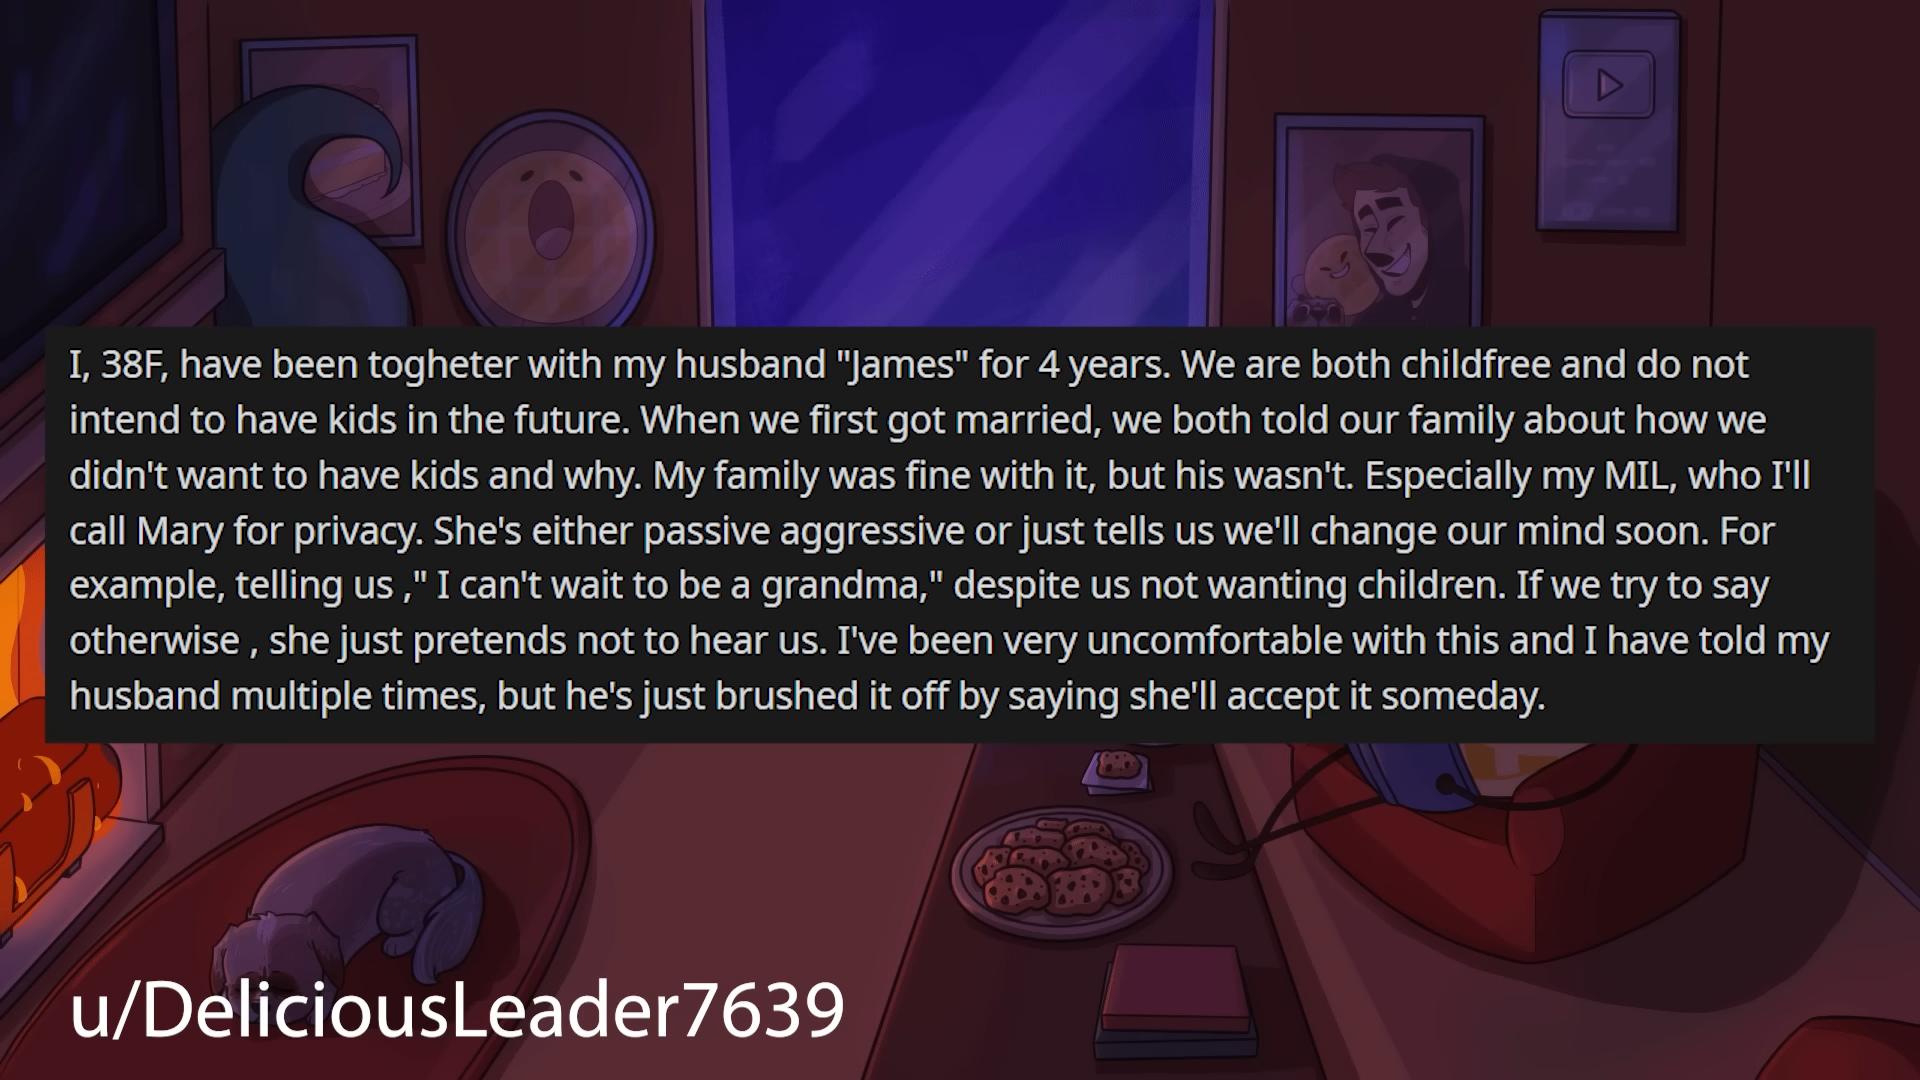 I, 38F, have been togheter with my husband "James" for 4 years. We are both childfree and do not
intend to have kids in the future. When we first got married, we both told our family about how we
didn't want to have kids and why. My family was fine with it, but his wasn't. Especially my MIL, who I'll
call Mary for privacy. She's either passive aggressive or just tells us we'll change our mind soon. For
example, telling us ," I can't wait to be a grandma," despite us not wanting children. If we try to say
otherwise , she just pretends not to hear us. I've been very uncomfortable with this and I have told my
husband multiple times, but he's just brushed it off by saying she'll accept it someday.
u/DeliciousLeader7639